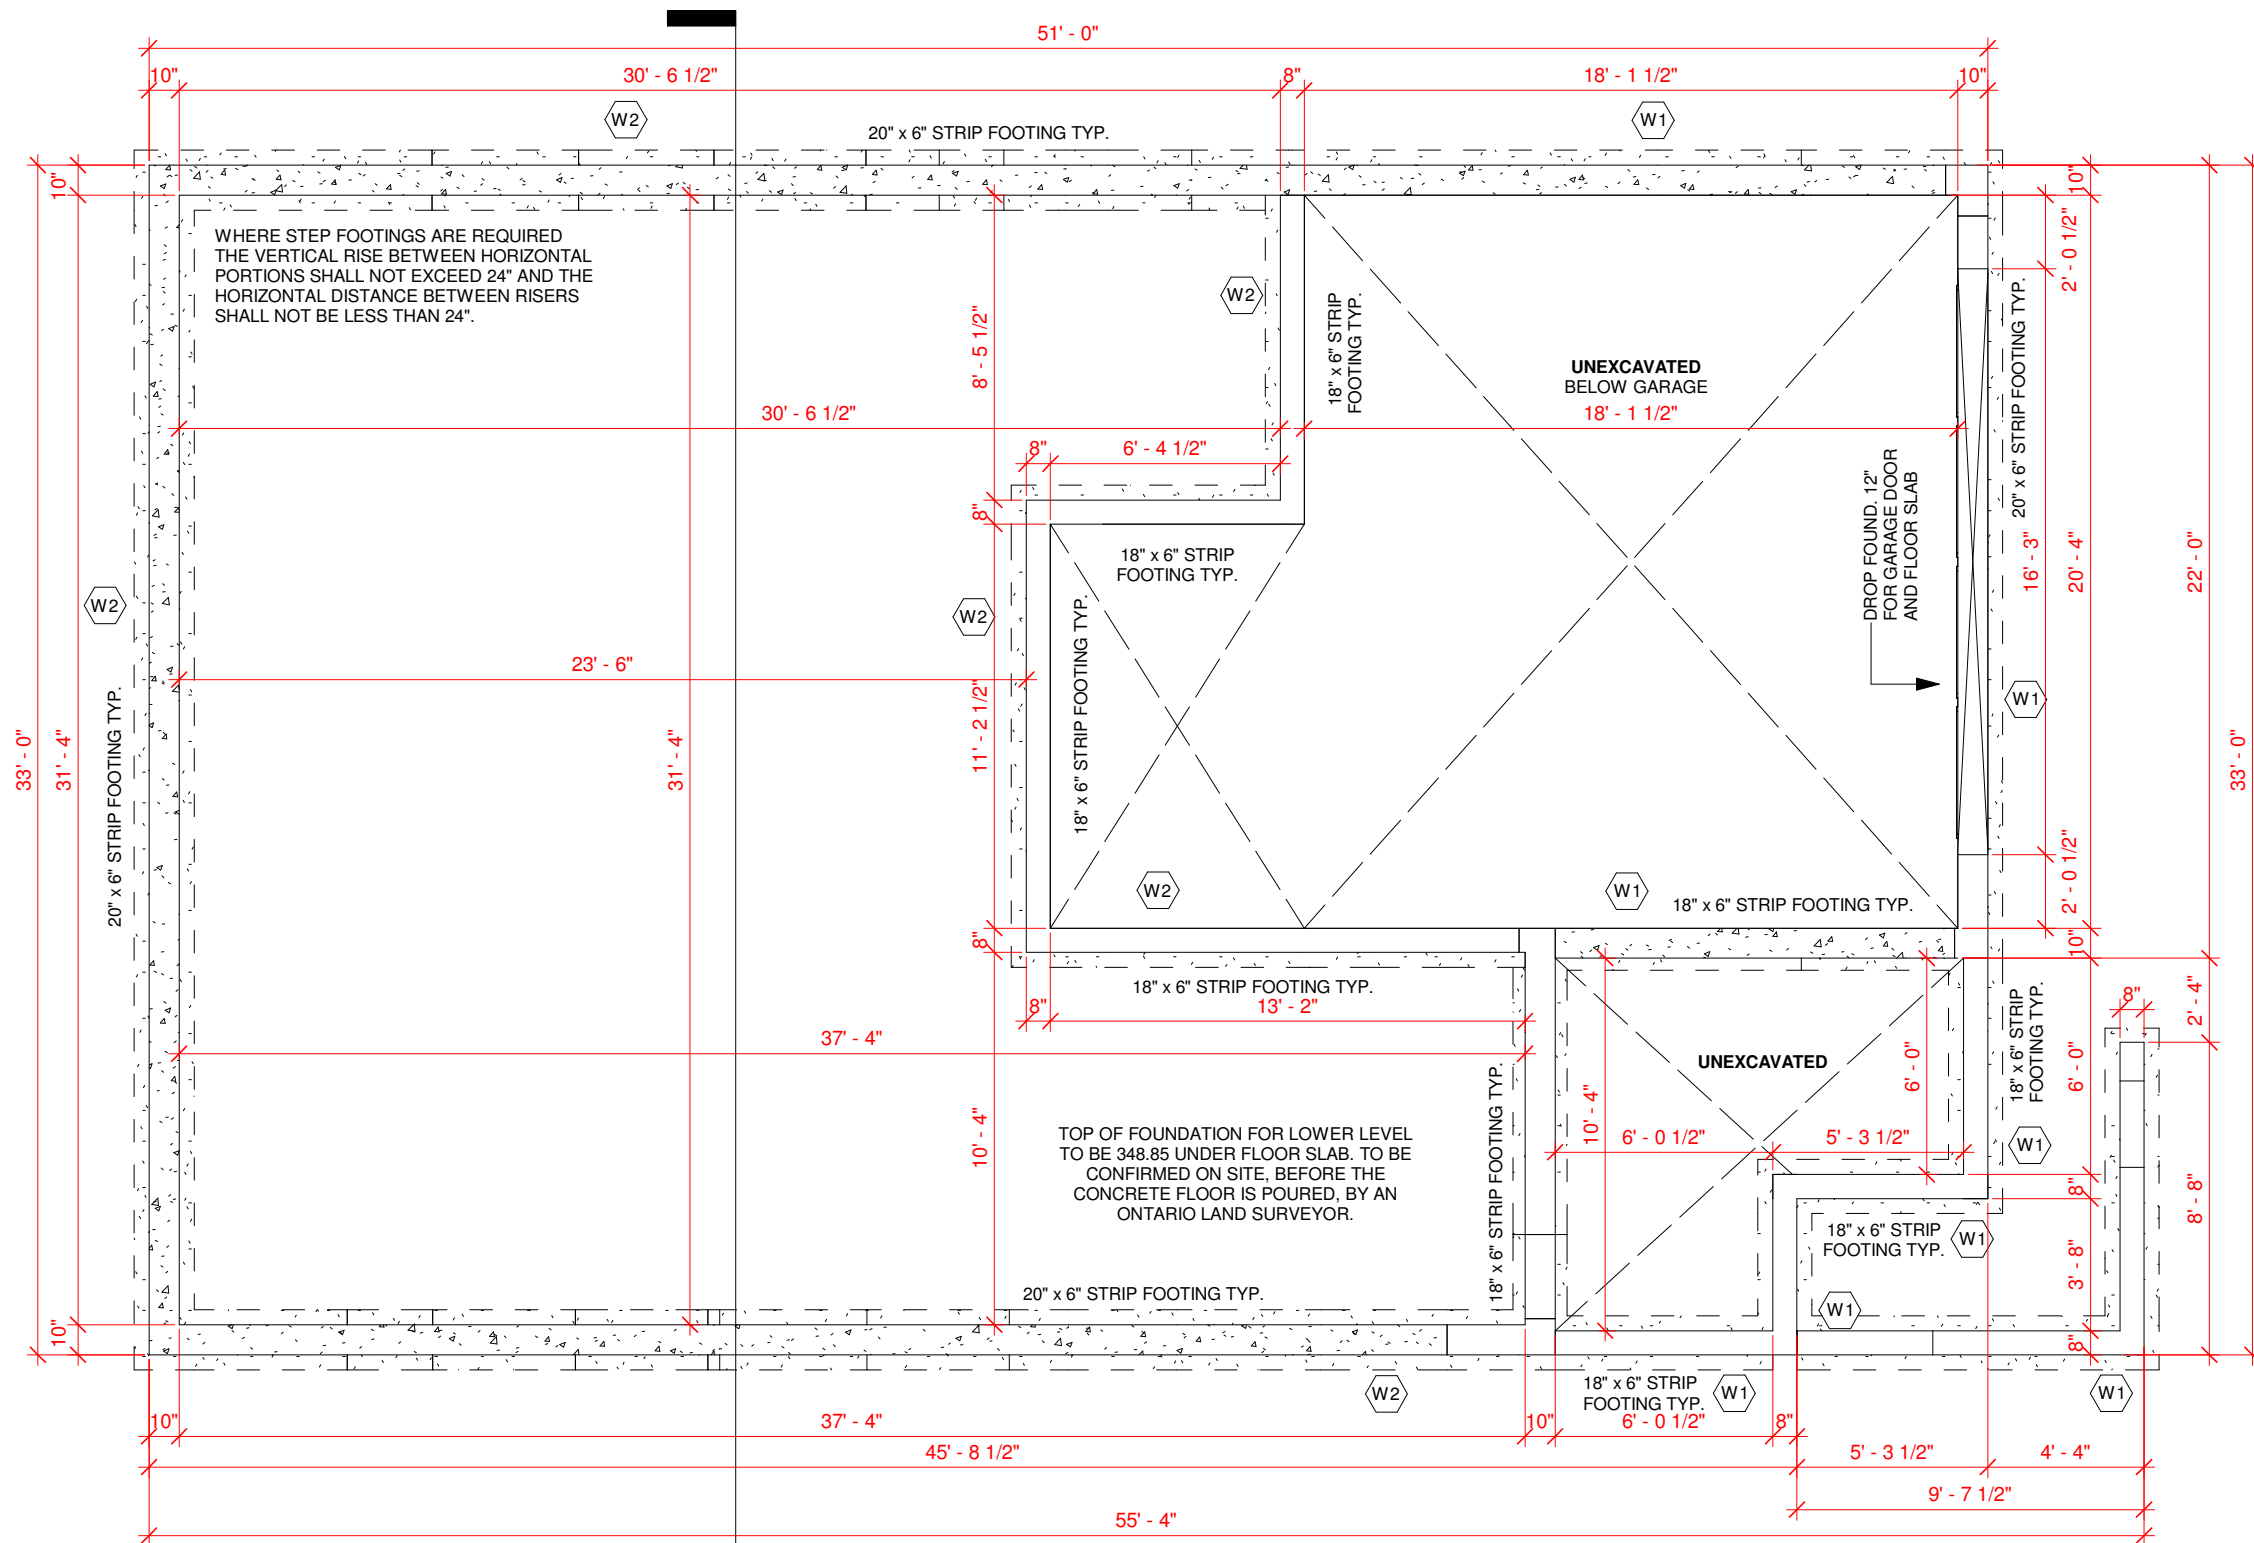 51' - 0"
10"
30' - 6 1/2"
8"
18' - 1 1/2"
10"
W2
20" x 6" STRIP FOOTING TYP.
W1
10"
10"
WHERE STEP FOOTINGS ARE REQUIRED
THE VERTICAL RISE BETWEEN HORIZONTAL
PORTIONS SHALL NOT EXCEED 24" AND THE
HORIZONTAL DISTANCE BETWEEN RISERS
SHALL NOT BE LESS THAN 24".
2' - 0 1/2"
W2
8' - 5 1/2"
18" x 6" STRIP
FOOTING TYP.
UNEXCAVATED
BELOW GARAGE
20" x 6" STRIP FOOTING TYP.
30' - 6 1/2"
18' - 1 1/2"
8"
6' - 4 1/2"
8"
DROP FOUND. 12"
FOR GARAGE DOOR
AND FLOOR SLAB
18" x 6" STRIP
FOOTING TYP.
16' - 3"
20' - 4"
22' - 0"
W2
W2
18" x 6" STRIP FOOTING TYP.
23' - 6"
11' - 2 1/2"
W1
33' - 0"
31' - 4"
20" x 6" STRIP FOOTING TYP.
31' - 4"
33' - 0"
W2
W1
18" x 6" STRIP FOOTING TYP.
2' - 0 1/2"
8"
10"
18" x 6" STRIP FOOTING TYP.
8"
13' - 2"
8"
2' - 4"
37' - 4"
18" x 6" STRIP
FOOTING TYP.
UNEXCAVATED
6' - 0"
6' - 0"
10' - 4"
TOP OF FOUNDATION FOR LOWER LEVEL
TO BE 348.85 UNDER FLOOR SLAB. TO BE
CONFIRMED ON SITE, BEFORE THE
CONCRETE FLOOR IS POURED, BY AN
ONTARIO LAND SURVEYOR.
18" x 6" STRIP FOOTING TYP.
10' - 4"
6' - 0 1/2"
5' - 3 1/2"
W1
8"
8' - 8"
18" x 6" STRIP
FOOTING TYP.
W1
3' - 8"
20" x 6" STRIP FOOTING TYP.
W1
10"
8"
W2
18" x 6" STRIP
FOOTING TYP.
W1
W1
10"
37' - 4"
10"
6' - 0 1/2"
8"
45' - 8 1/2"
5' - 3 1/2"
4' - 4"
9' - 7 1/2"
55' - 4"